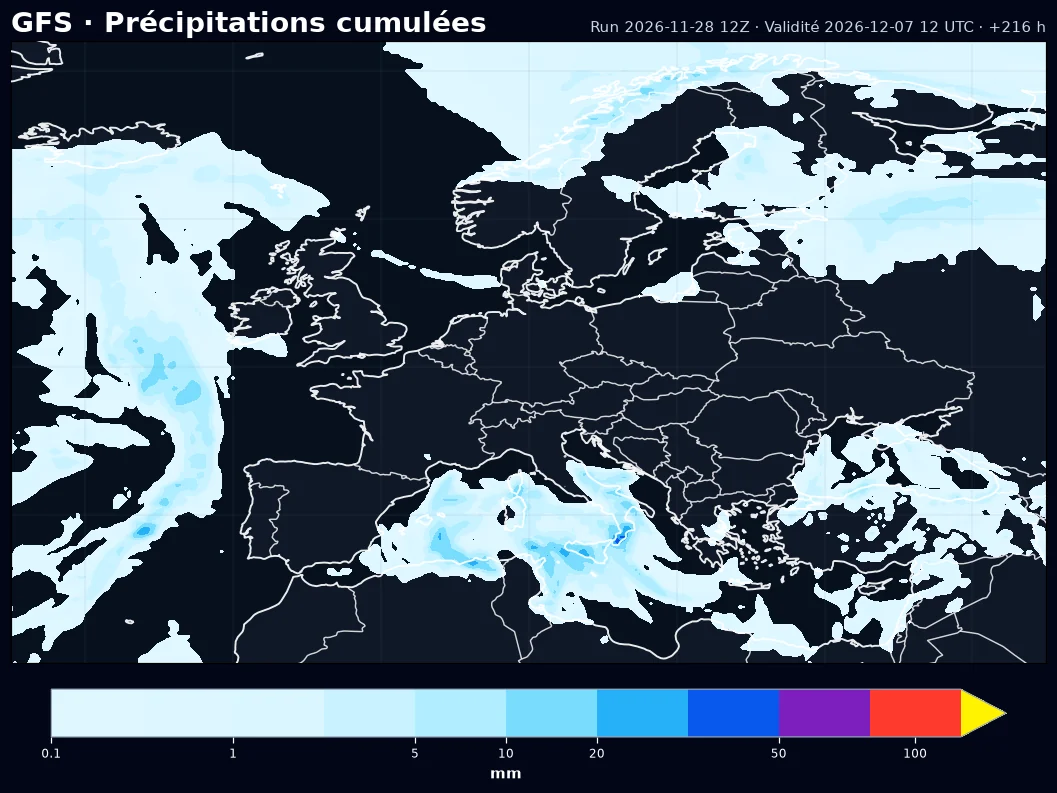 GFS · Précipitations cumulées
Run 2026-11-28 12Z · Validité 2026-12-07 12 UTC · +216 h
0.1 1 5 10 20 50 100
mm